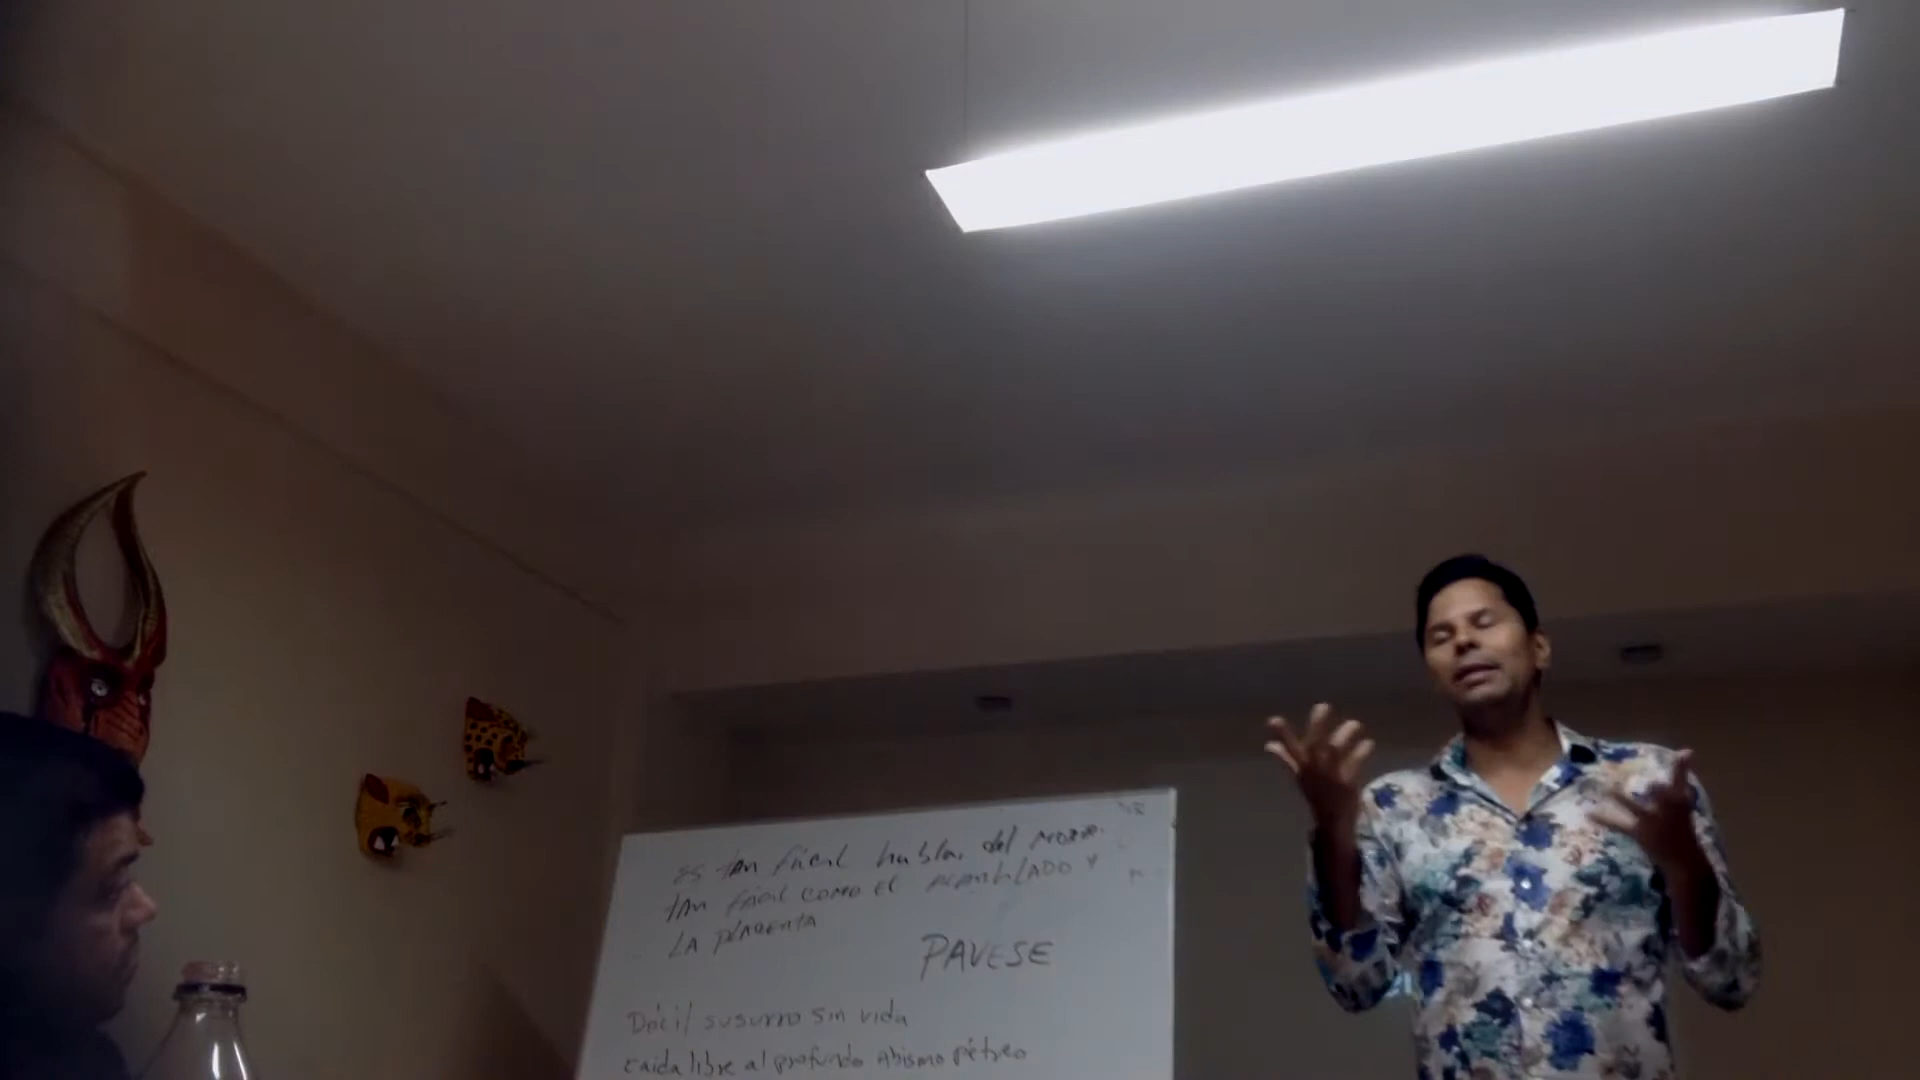 es tan fácil hablar del
tan fácil como el acantilado y
LA PLACENTA
PAVESE
Dócil susurro sin vida
caida libre al profundo Abismo pétreo